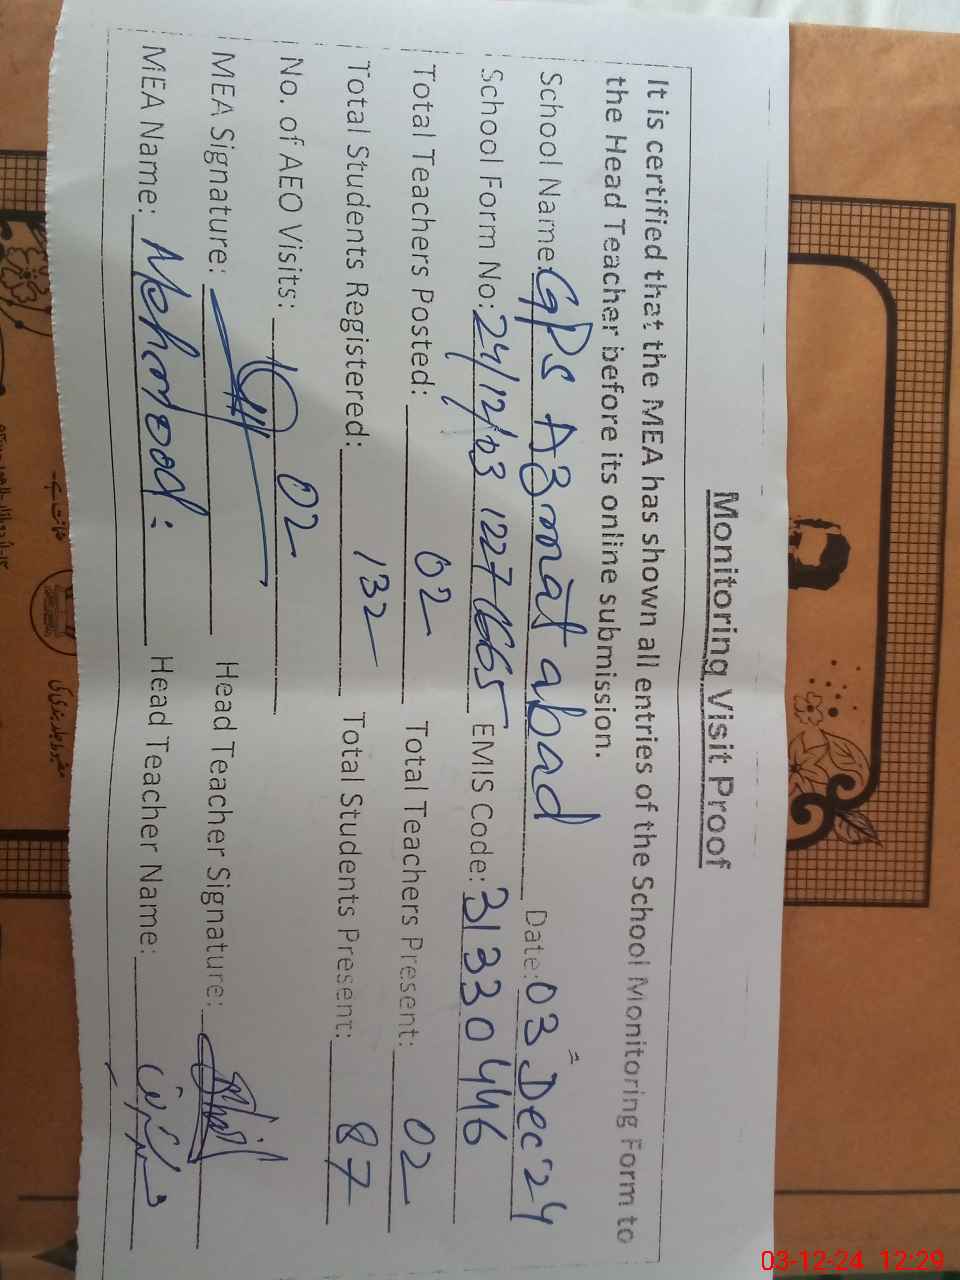 Monitoring Visit Proof
It is certified that the MEA has shown all entries of the School Monitoring Form to
the Head Teacher before its online submission.
School Name: GPS A3mat abad Date: 03 Dec'24
School Form No: 24/12/03 1227665 EMIS Code: 31330446
Total Teachers Posted: 02 Total Teachers Present: 02
Total Students Registered: 132 Total Students Present: 87
No. of AEO Visits: 02
MEA Signature: Head Teacher Signature:
MEA Name: Mehmood: Head Teacher Name:
03-12-24 12:29